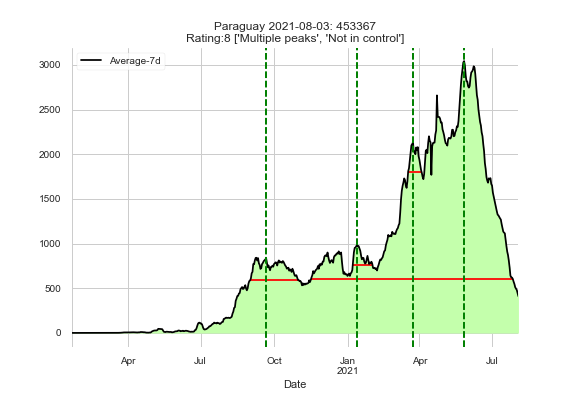 Paraguay 2021-08-03: 453367
Rating:8 ['Multiple peaks', 'Not in control']
Average-7d
3000
2500
2000
1500
1000
500
0
Apr
Jul
Oct
Jan
2021
Apr
Jul
Date